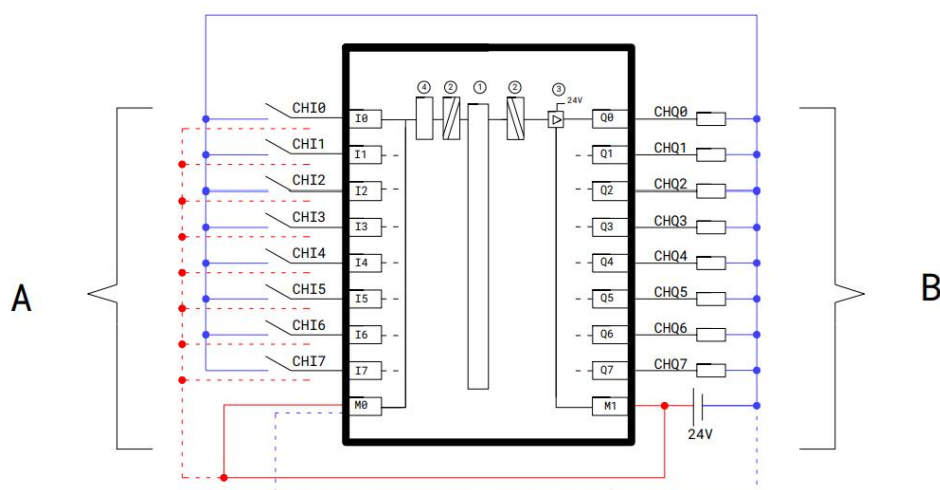 ④ ② ① ② ③
24V
CHI0 I0 Q0 CHQ0
CHI1 I1 Q1 CHQ1
CHI2 I2 Q2 CHQ2
CHI3 I3 Q3 CHQ3
CHI4 I4 Q4 CHQ4
A B
CHI5 I5 Q5 CHQ5
CHI6 I6 Q6 CHQ6
CHI7 I7 Q7 CHQ7
M0 M1
24V